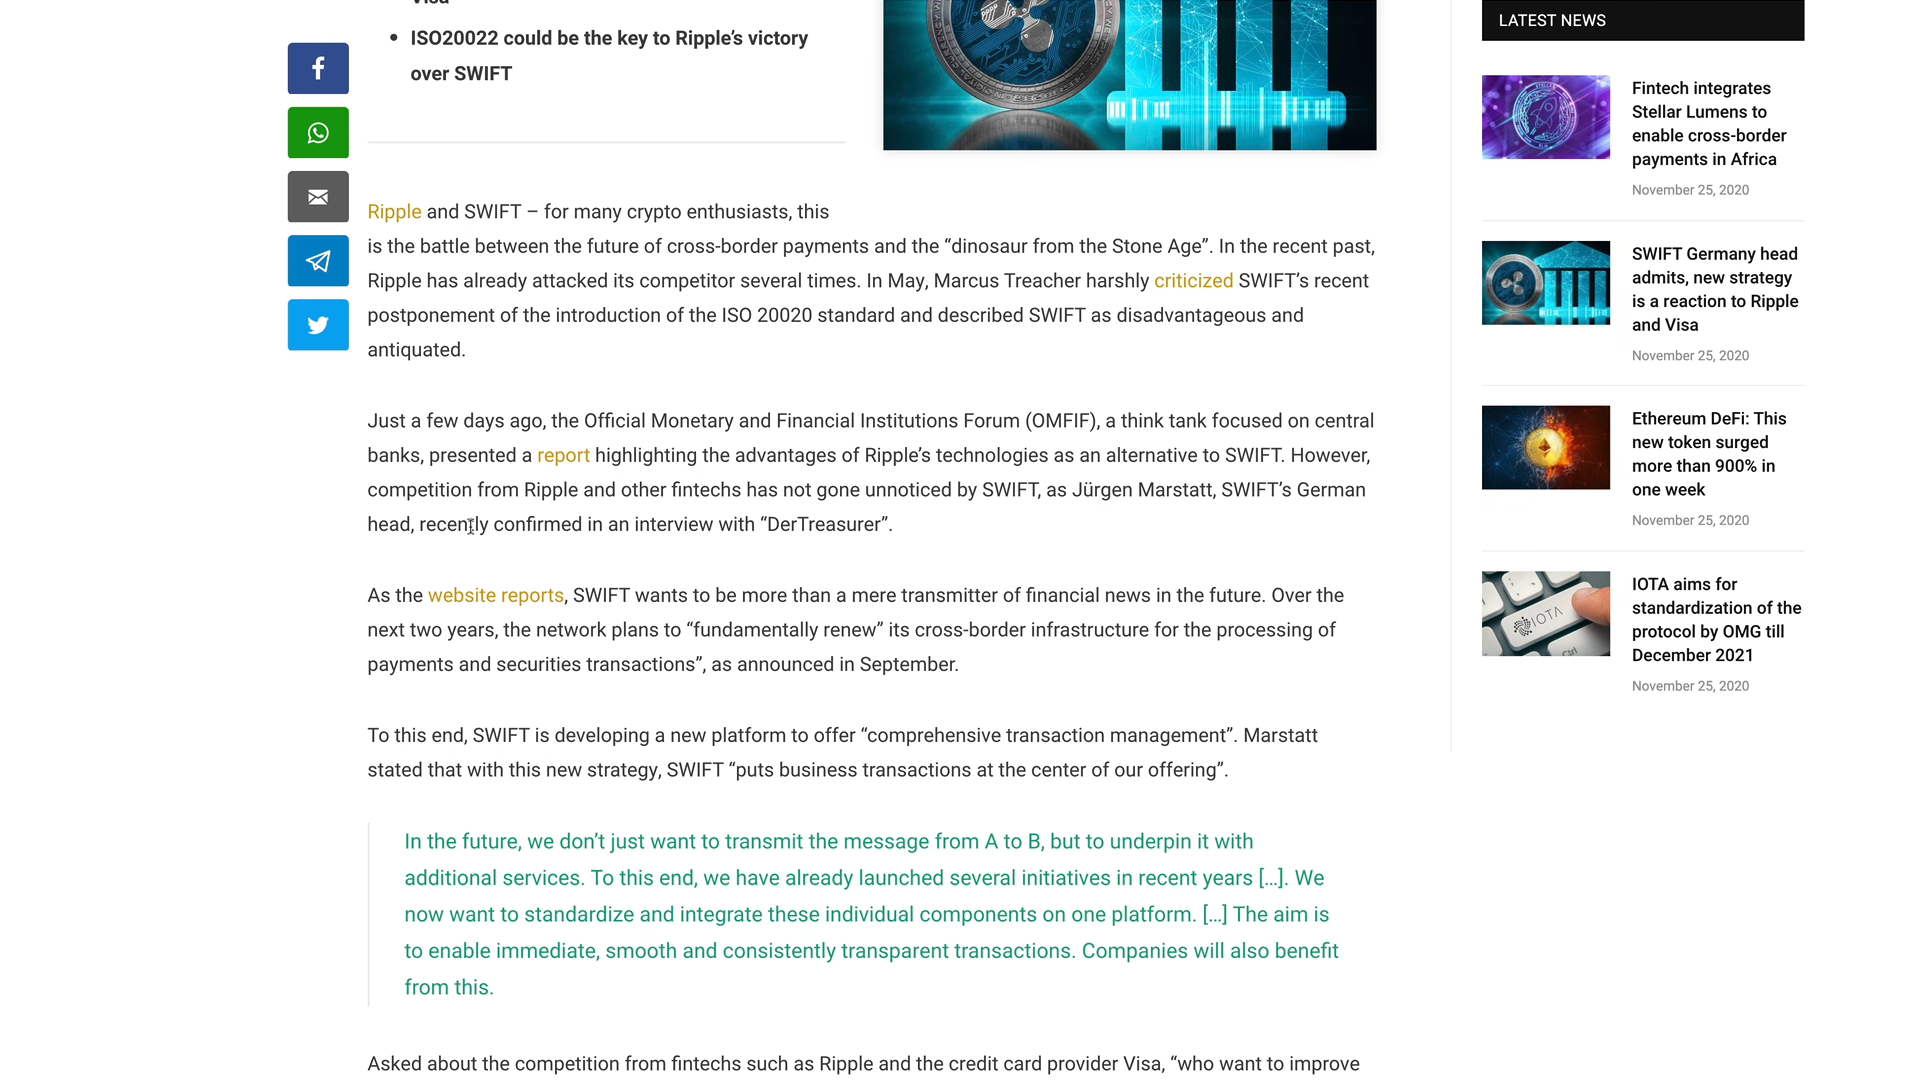 Visa
• ISO20022 could be the key to Ripple’s victory
over SWIFT
Ripple and SWIFT – for many crypto enthusiasts, this
is the battle between the future of cross-border payments and the “dinosaur from the Stone Age”. In the recent past,
Ripple has already attacked its competitor several times. In May, Marcus Treacher harshly criticized SWIFT’s recent
postponement of the introduction of the ISO 20020 standard and described SWIFT as disadvantageous and
antiquated.
Just a few days ago, the Official Monetary and Financial Institutions Forum (OMFIF), a think tank focused on central
banks, presented a report highlighting the advantages of Ripple’s technologies as an alternative to SWIFT. However,
competition from Ripple and other fintechs has not gone unnoticed by SWIFT, as Jürgen Marstatt, SWIFT’s German
head, recently confirmed in an interview with “DerTreasurer”.
As the website reports, SWIFT wants to be more than a mere transmitter of financial news in the future. Over the
next two years, the network plans to “fundamentally renew” its cross-border infrastructure for the processing of
payments and securities transactions”, as announced in September.
To this end, SWIFT is developing a new platform to offer “comprehensive transaction management”. Marstatt
stated that with this new strategy, SWIFT “puts business transactions at the center of our offering”.
In the future, we don’t just want to transmit the message from A to B, but to underpin it with
additional services. To this end, we have already launched several initiatives in recent years […]. We
now want to standardize and integrate these individual components on one platform. […] The aim is
to enable immediate, smooth and consistently transparent transactions. Companies will also benefit
from this.
Asked about the competition from fintechs such as Ripple and the credit card provider Visa, “who want to improve
LATEST NEWS
Fintech integrates
Stellar Lumens to
enable cross-border
payments in Africa
November 25, 2020
SWIFT Germany head
admits, new strategy
is a reaction to Ripple
and Visa
November 25, 2020
Ethereum DeFi: This
new token surged
more than 900% in
one week
November 25, 2020
IOTA
Ctrl
IOTA aims for
standardization of the
protocol by OMG till
December 2021
November 25, 2020